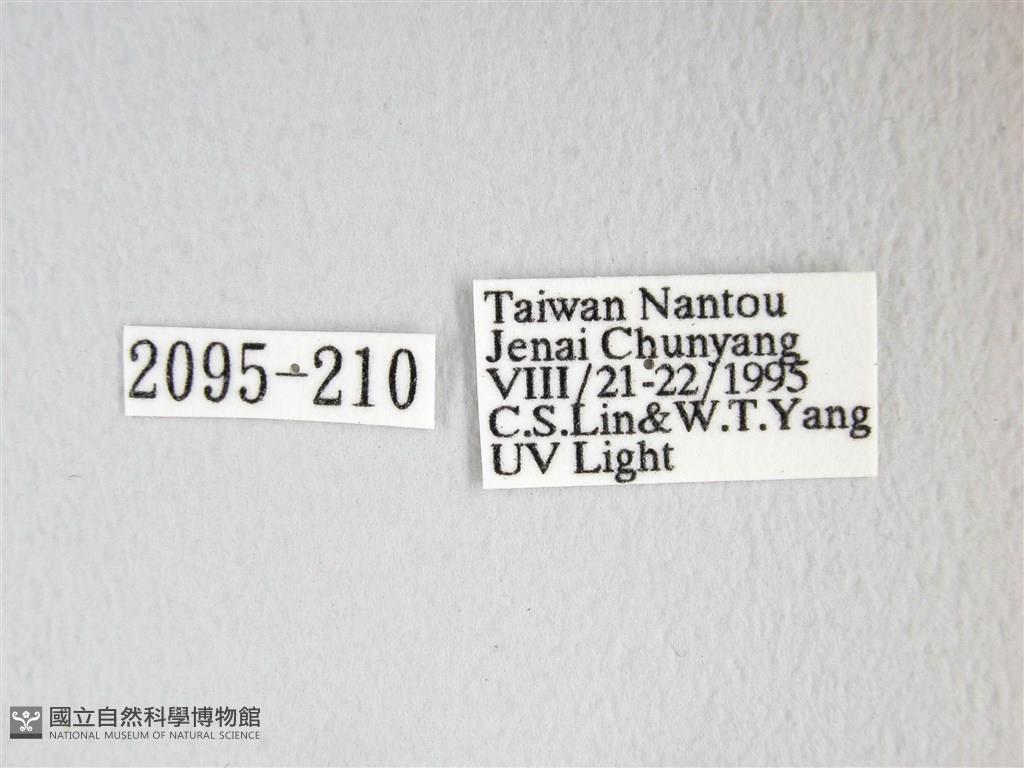 2095-210
Taiwan Nantou
Jenai Chunyang
VIII/21-22/1995
C.S.Lin&W.T.Yang
UV Light
國立自然科學博物館
NATIONAL MUSEUM OF NATURAL SCIENCE